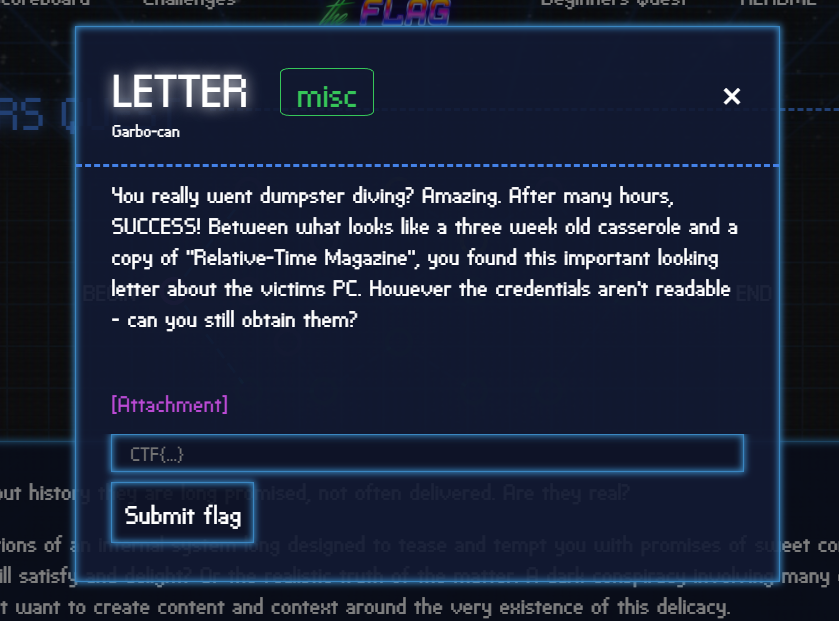 Challenges
the FLAG
Beginners Quest
README
LETTER
misc
Garbo-can
You really went dumpster diving? Amazing. After many hours,
SUCCESS! Between what looks like a three week old casserole and a
copy of "Relative-Time Magazine", you found this important looking
letter about the victims PC. However the credentials aren't readable
- can you still obtain them?
END
[Attachment]
CTF{...}
Submit flag
out history they are long promised, not often delivered. Are they real?
tions of an internal system long designed to tease and tempt you with promises of sweet
ill satisfy and delight? Or the realistic truth of the matter. A dark conspiracy involving many
t want to create content and context around the very existence of this delicacy.